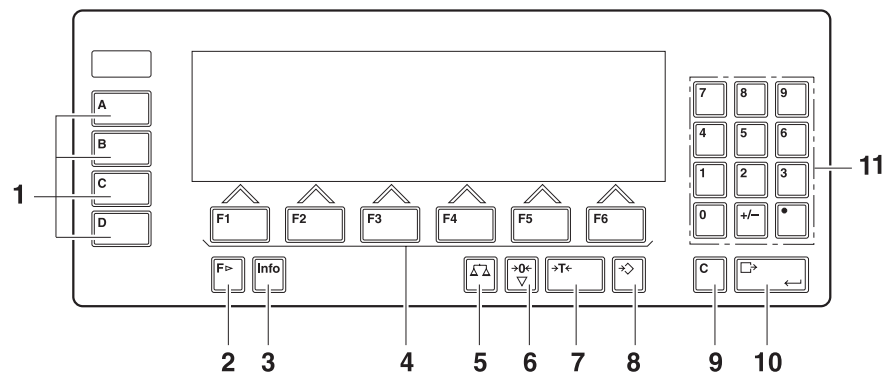 7 8 9
A
4 5 6
B
1 11
C
1 2 3
D
F1 F2 F3 F4 F5 F6
0 +/− •
F Info →0← →T← C
2 3 4 5 6 7 8 9 10